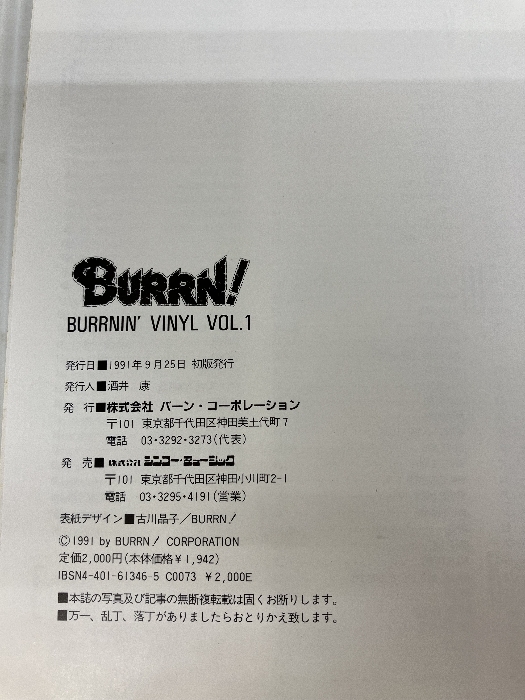 BURRN!
BURRNIN' VINYL VOL.1
発行日■1991年9月25日 初版発行
発行人■酒井 康
発 行■株式会社 バーン・コーポレーション
〒101 東京都千代田区神田美土代町7
電話 03・3292・3273(代表)
発 売■株式会社 シンコー・ミュージック
〒101 東京都千代田区神田小川町2-1
電話 03・3295・4191(営業)
表紙デザイン■古川晶子/BURRN!
©1991 by BURRN! CORPORATION
定価2,000円(本体価格¥1,942)
IBSN4-401-61346-5 C0073 ¥2,000E
■本誌の写真及び記事の無断複転載は固くお断りします。
■万一、乱丁、落丁がありましたらおとりかえ致します。